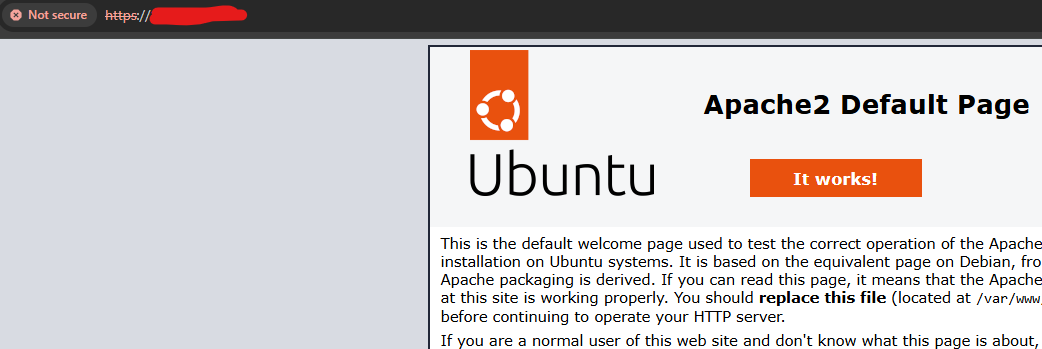 Not secure https://
Apache2 Default Page
Ubuntu
It works!
This is the default welcome page used to test the correct operation of the Apache
installation on Ubuntu systems. It is based on the equivalent page on Debian, fro
Apache packaging is derived. If you can read this page, it means that the Apache
at this site is working properly. You should replace this file (located at /var/www,
before continuing to operate your HTTP server.
If you are a normal user of this web site and don't know what this page is about,